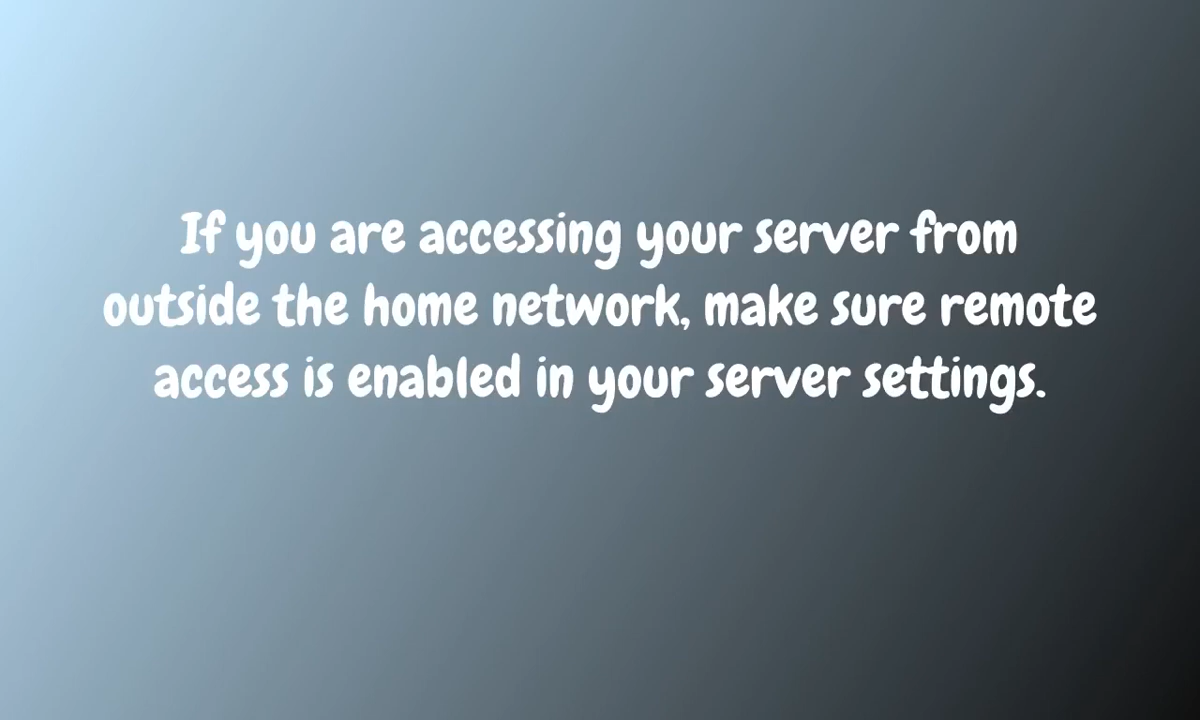 If you are accessing your server from
outside the home network, make sure remote
access is enabled in your server settings.